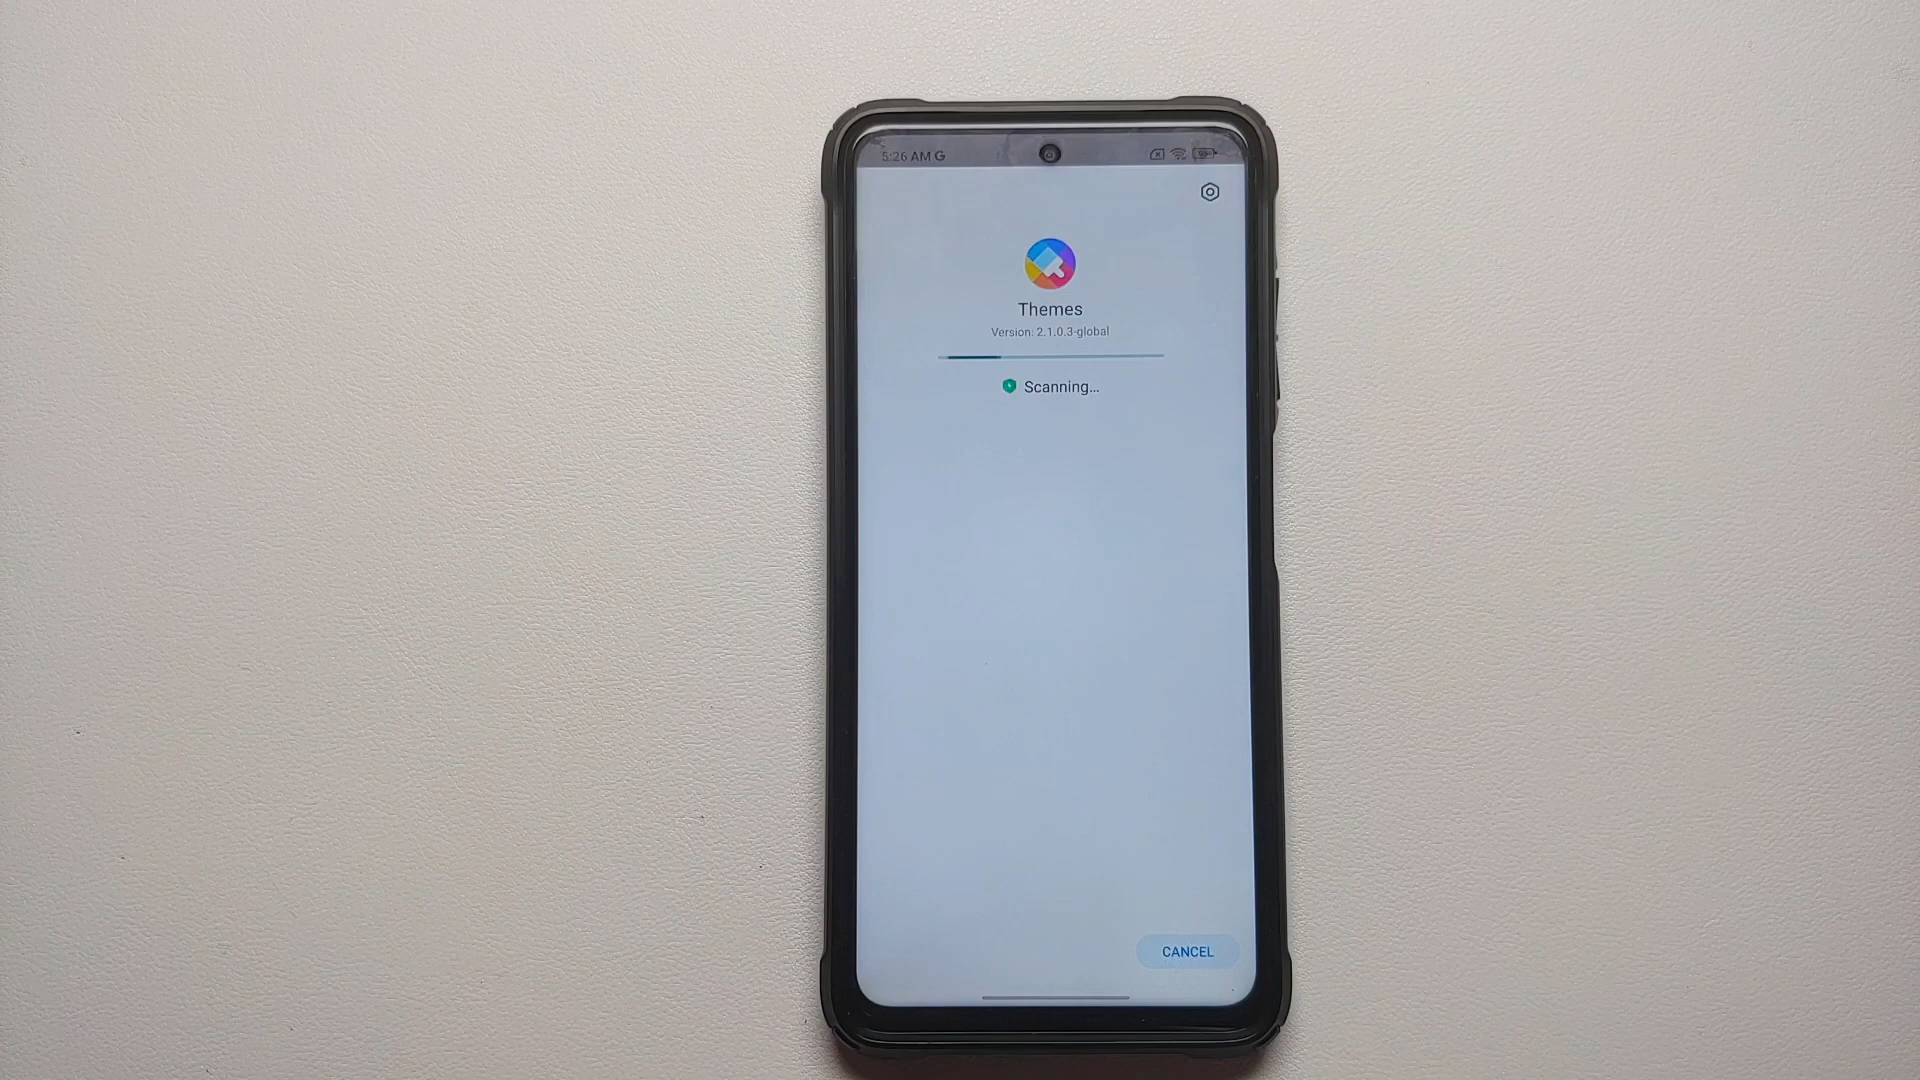 5:26 AM G
Themes
Version: 2.1.0.3-global
Scanning...
CANCEL